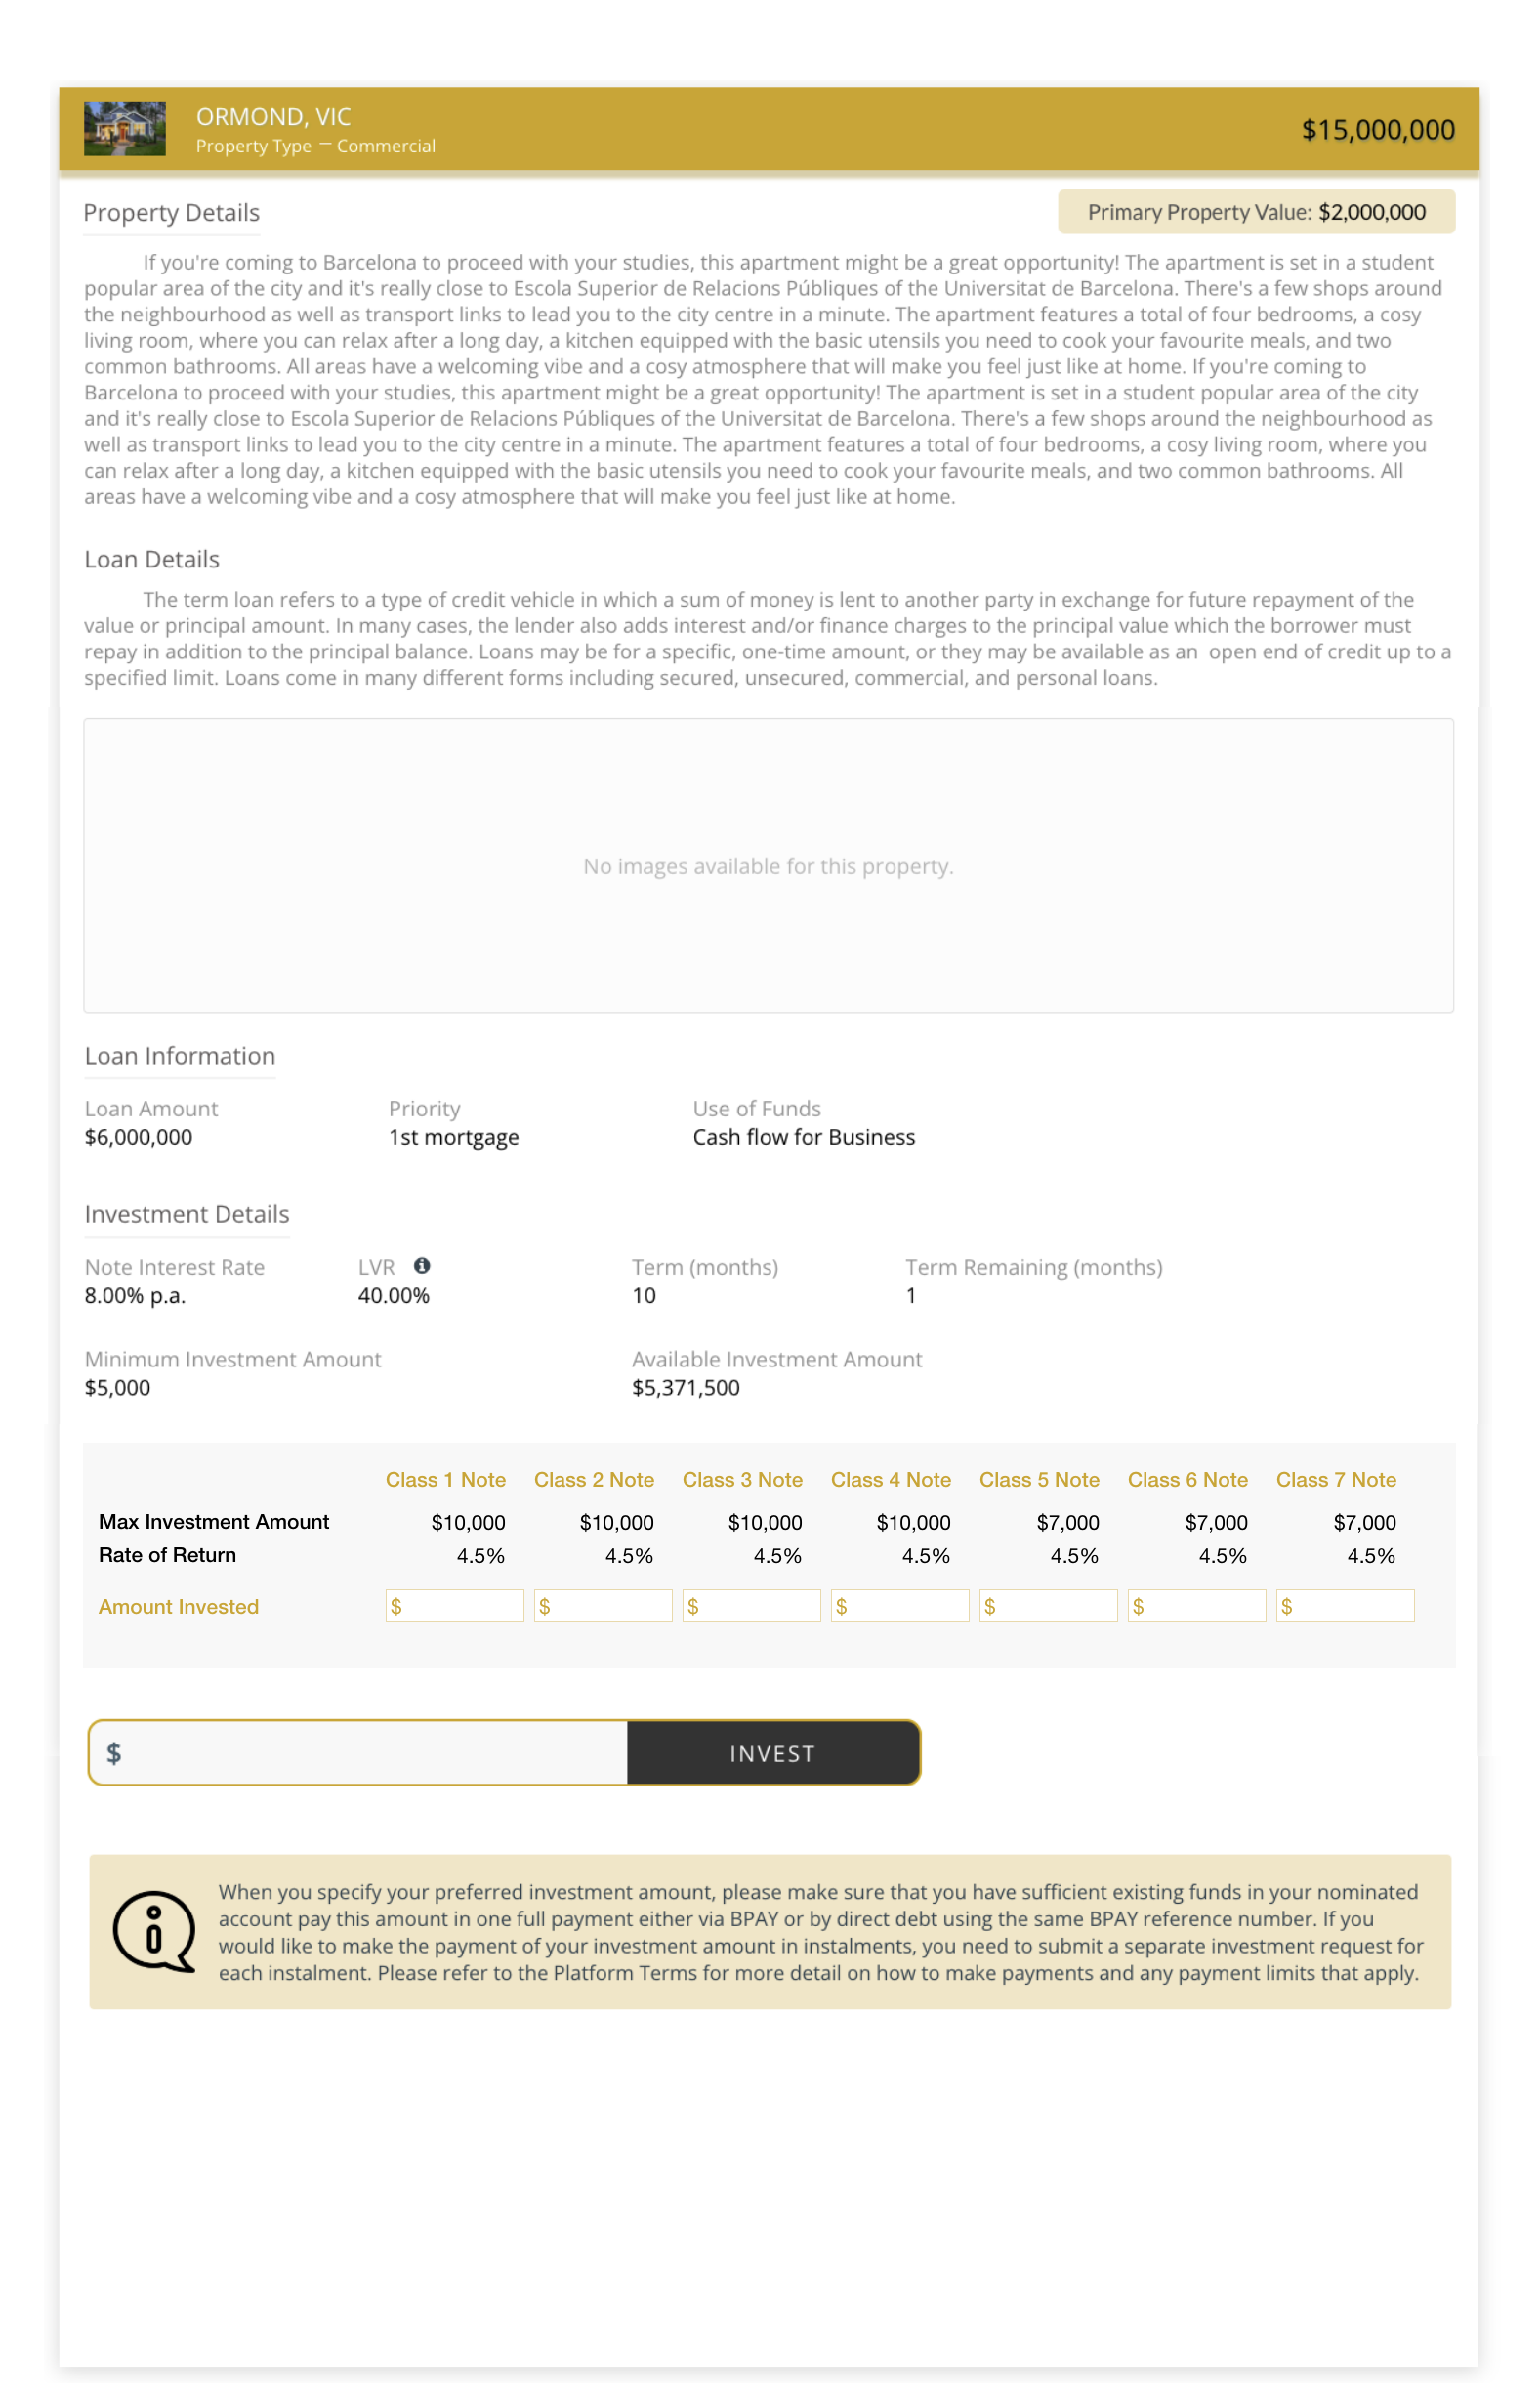 ORMOND, VIC
Property Type — Commercial
$15,000,000
Property Details
Primary Property Value: $2,000,000
If you're coming to Barcelona to proceed with your studies, this apartment might be a great opportunity! The apartment is set in a student
popular area of the city and it's really close to Escola Superior de Relacions Públiques of the Universitat de Barcelona. There's a few shops around
the neighbourhood as well as transport links to lead you to the city centre in a minute. The apartment features a total of four bedrooms, a cosy
living room, where you can relax after a long day, a kitchen equipped with the basic utensils you need to cook your favourite meals, and two
common bathrooms. All areas have a welcoming vibe and a cosy atmosphere that will make you feel just like at home. If you're coming to
Barcelona to proceed with your studies, this apartment might be a great opportunity! The apartment is set in a student popular area of the city
and it's really close to Escola Superior de Relacions Públiques of the Universitat de Barcelona. There's a few shops around the neighbourhood as
well as transport links to lead you to the city centre in a minute. The apartment features a total of four bedrooms, a cosy living room, where you
can relax after a long day, a kitchen equipped with the basic utensils you need to cook your favourite meals, and two common bathrooms. All
areas have a welcoming vibe and a cosy atmosphere that will make you feel just like at home.
Loan Details
The term loan refers to a type of credit vehicle in which a sum of money is lent to another party in exchange for future repayment of the
value or principal amount. In many cases, the lender also adds interest and/or finance charges to the principal value which the borrower must
repay in addition to the principal balance. Loans may be for a specific, one-time amount, or they may be available as an open end of credit up to a
specified limit. Loans come in many different forms including secured, unsecured, commercial, and personal loans.
No images available for this property.
Loan Information
Loan Amount Priority Use of Funds
$6,000,000 1st mortgage Cash flow for Business
Investment Details
Note Interest Rate LVR Term (months) Term Remaining (months)
8.00% p.a. 40.00% 10 1
Minimum Investment Amount Available Investment Amount
$5,000 $5,371,500
Class 1 Note Class 2 Note Class 3 Note Class 4 Note Class 5 Note Class 6 Note Class 7 Note
Max Investment Amount $10,000 $10,000 $10,000 $10,000 $7,000 $7,000 $7,000
Rate of Return 4.5% 4.5% 4.5% 4.5% 4.5% 4.5% 4.5%
Amount Invested $ $ $ $ $ $ $
$ INVEST
When you specify your preferred investment amount, please make sure that you have sufficient existing funds in your nominated
account pay this amount in one full payment either via BPAY or by direct debt using the same BPAY reference number. If you
would like to make the payment of your investment amount in instalments, you need to submit a separate investment request for
each instalment. Please refer to the Platform Terms for more detail on how to make payments and any payment limits that apply.